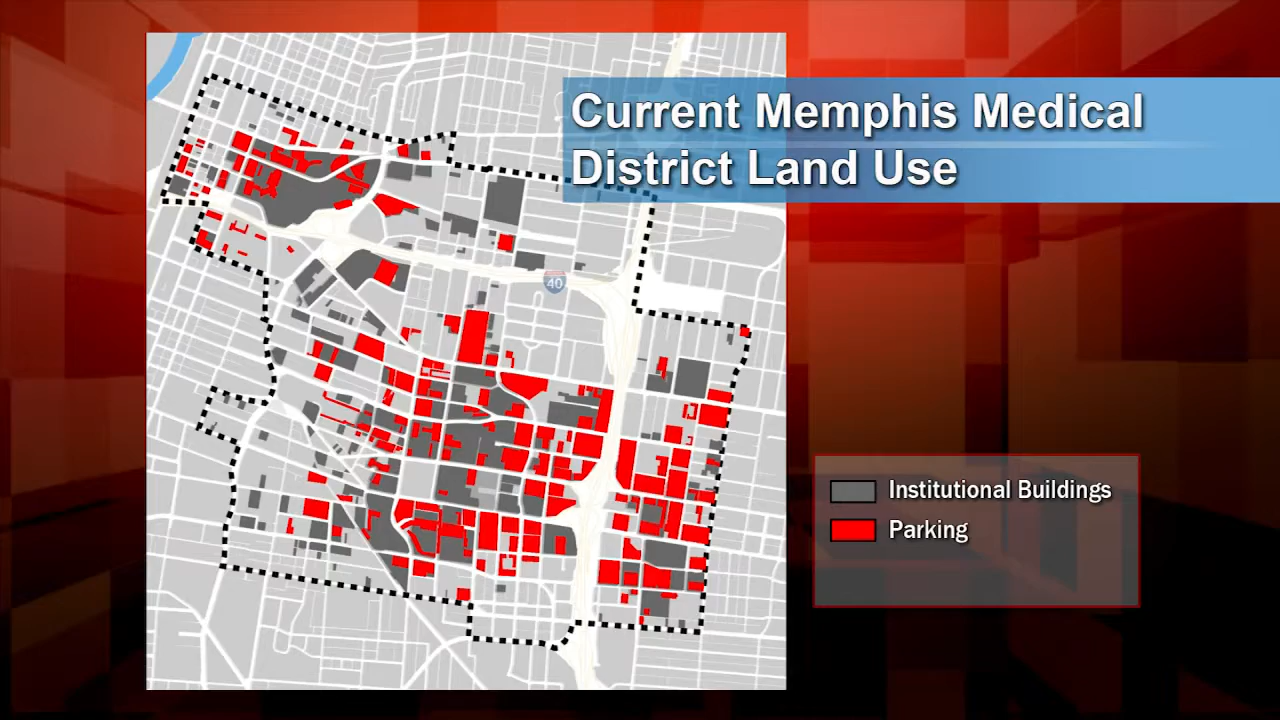 Current Memphis Medical
District Land Use
40
Institutional Buildings
Parking